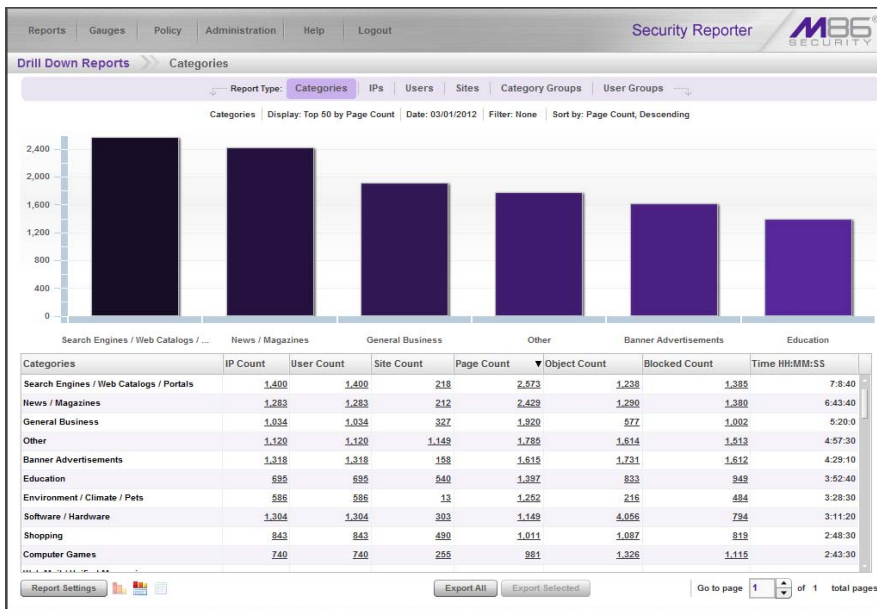 Reports Gauges Policy Administration Help Logout Security Reporter M86® SECURITY
Drill Down Reports Categories
Report Type: Categories IPs Users Sites Category Groups User Groups
Categories Display: Top 50 by Page Count Date: 03/01/2012 Filter: None Sort by: Page Count, Descending
2,400
2,000
1,600
1,200
800
400
0
Search Engines / Web Catalogs / ... News / Magazines General Business Other Banner Advertisements Education
Categories IP Count User Count Site Count Page Count ▼ Object Count Blocked Count Time HH:MM:SS
Search Engines / Web Catalogs / Portals 1,400 1,400 218 2,573 1,238 1,385 7:8:40
News / Magazines 1,283 1,283 212 2,429 1,290 1,380 6:43:40
General Business 1,034 1,034 327 1,920 577 1,002 5:20:0
Other 1,120 1,120 1,149 1,785 1,614 1,513 4:57:30
Banner Advertisements 1,318 1,318 158 1,615 1,731 1,612 4:29:10
Education 695 695 540 1,397 833 949 3:52:40
Environment / Climate / Pets 586 586 13 1,252 216 484 3:28:30
Software / Hardware 1,304 1,304 303 1,149 4,056 794 3:11:20
Shopping 843 843 490 1,011 1,087 819 2:48:30
Computer Games 740 740 255 981 1,326 1,115 2:43:30
Report Settings Export All Export Selected Go to page 1 of 1 total pages